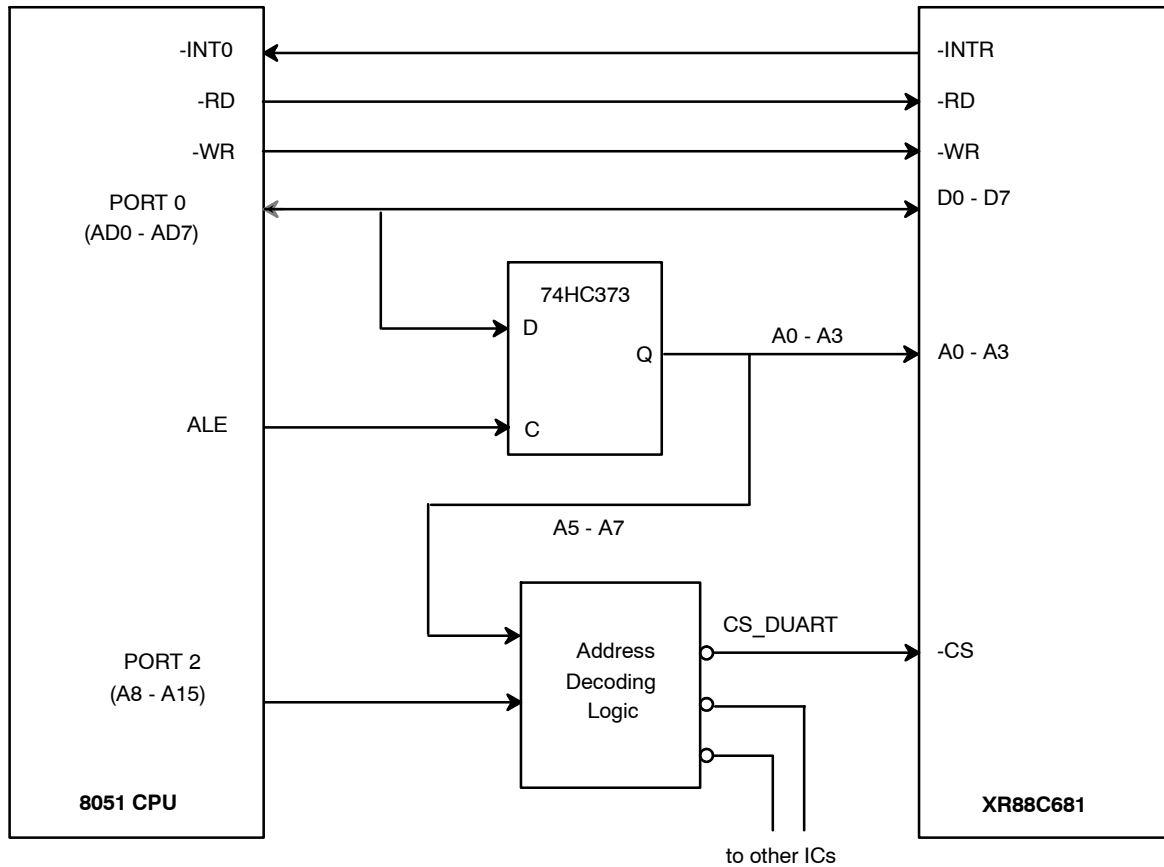 -INT0
-INTR
-RD
-RD
-WR
-WR
PORT 0
(AD0 - AD7)
D0 - D7
74HC373
D
Q
A0 - A3
A0 - A3
ALE
C
A5 - A7
PORT 2
(A8 - A15)
Address
Decoding
Logic
CS_DUART
-CS
8051 CPU
XR88C681
to other ICs